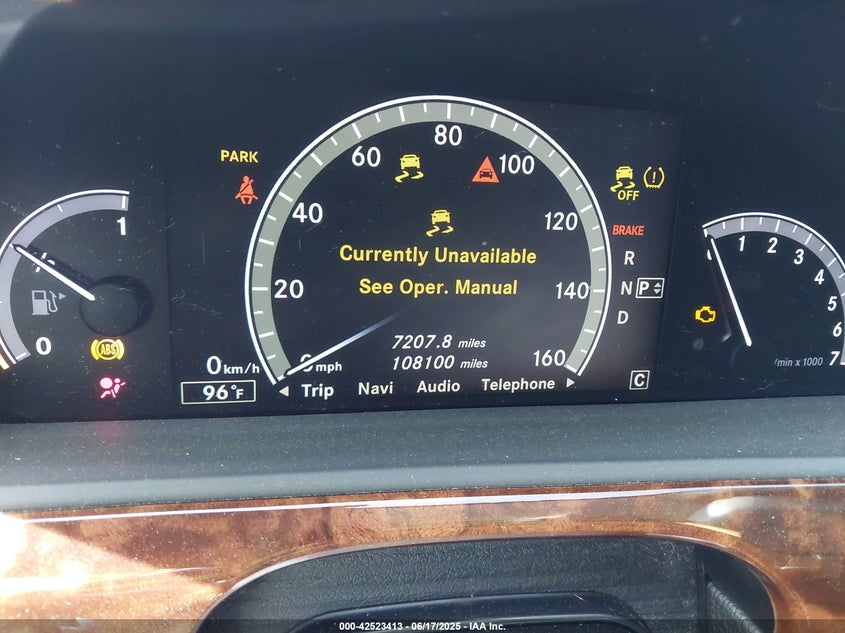 80
PARK
60
100
40
120
OFF
BRAKE
1
Currently Unavailable
R
1 2 3 4 5 6 7
20
See Oper. Manual
140
N P
D
0
ABS
7207.8 miles
/min x 1000
0 km/h
mph
108100 miles
160
96°F
Trip Navi Audio Telephone
C
000-42523413 06/17/2025 - IAA Inc.